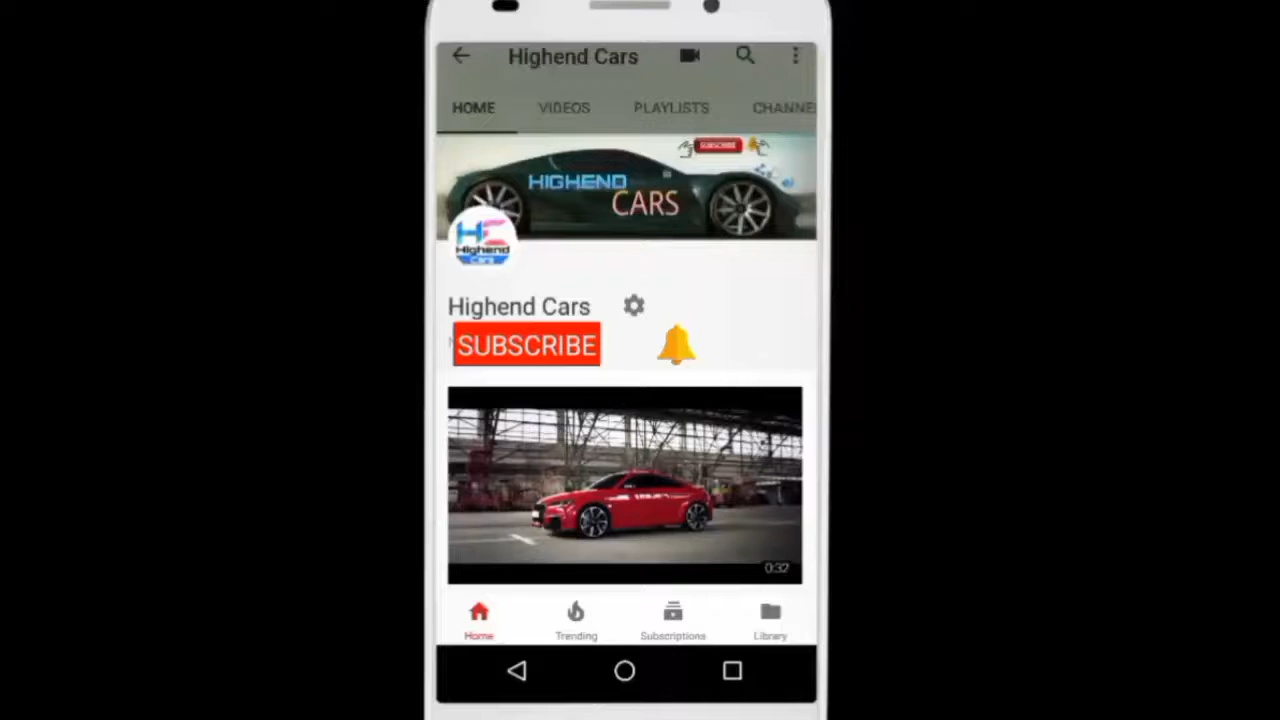 Highend Cars
HOME VIDEOS PLAYLISTS CHANNE
SUBSCRIBE
HIGHEND
CARS
HC
Highend
Cars
Highend Cars
SUBSCRIBE
0:32
Home Trending Subscriptions Library